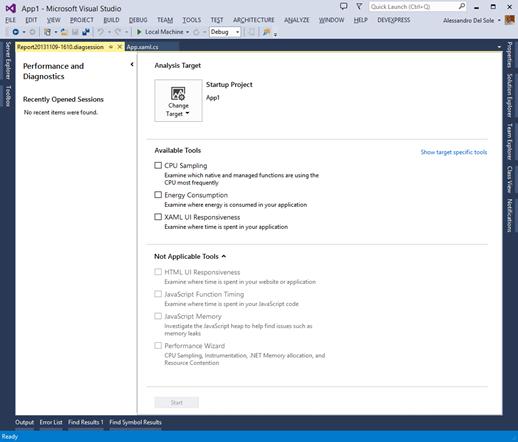 App1 - Microsoft Visual Studio
Quick Launch (Ctrl+Q)
FILE EDIT VIEW PROJECT BUILD DEBUG TEAM TOOLS TEST ARCHITECTURE ANALYZE WINDOW DEVEXPRESS HELP
Alessandro Del Sole
Local Machine
Debug
Report20131109-1610.diagsession
App.xaml.cs
Server Explorer
Toolbox
Performance and
Diagnostics
Recently Opened Sessions
No recent items were found.
Analysis Target
Change
Target
Startup Project
App1
Available Tools
Show target specific tools
CPU Sampling
Examine which native and managed functions are using the
CPU most frequently
Energy Consumption
Examine where energy is consumed in your application
XAML UI Responsiveness
Examine where time is spent in your application
Not Applicable Tools
HTML UI Responsiveness
Examine where time is spent in your website or application
JavaScript Function Timing
Examine where time is spent in your JavaScript code
JavaScript Memory
Investigate the JavaScript heap to help find issues such as
memory leaks
Performance Wizard
CPU Sampling, Instrumentation, .NET Memory allocation, and
Resource Contention
Start
Properties
Solution Explorer
Team Explorer
Class View
Notifications
Output Error List Find Results 1 Find Symbol Results
Ready